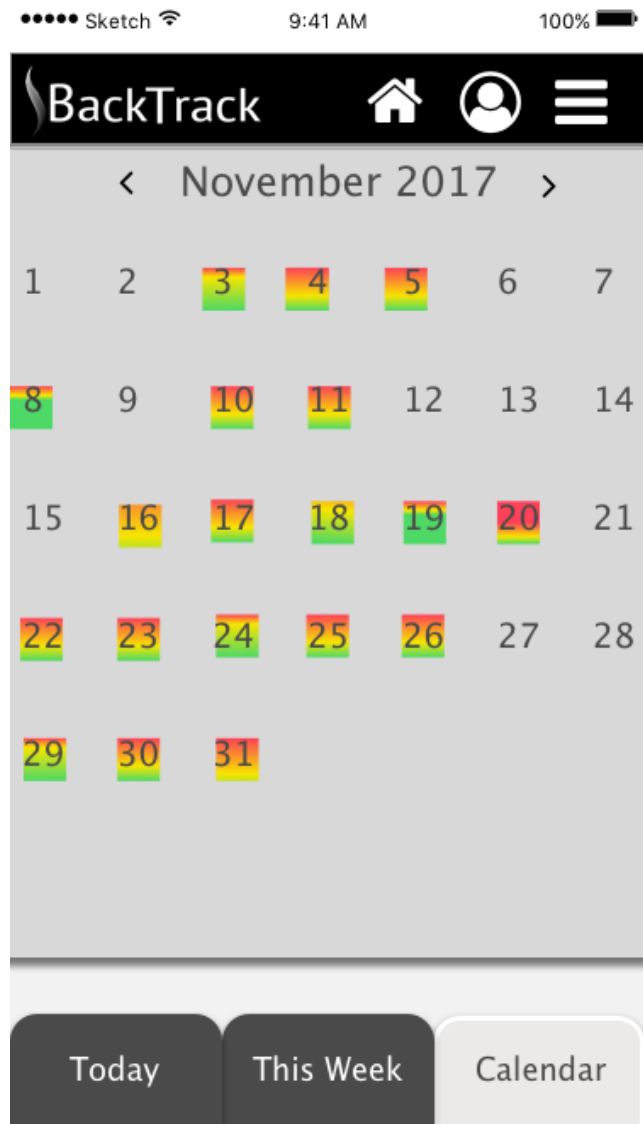 Sketch 9:41 AM 100%
BackTrack
< November 2017 >
1 2 3 4 5 6 7
8 9 10 11 12 13 14
15 16 17 18 19 20 21
22 23 24 25 26 27 28
29 30 31
Today This Week Calendar